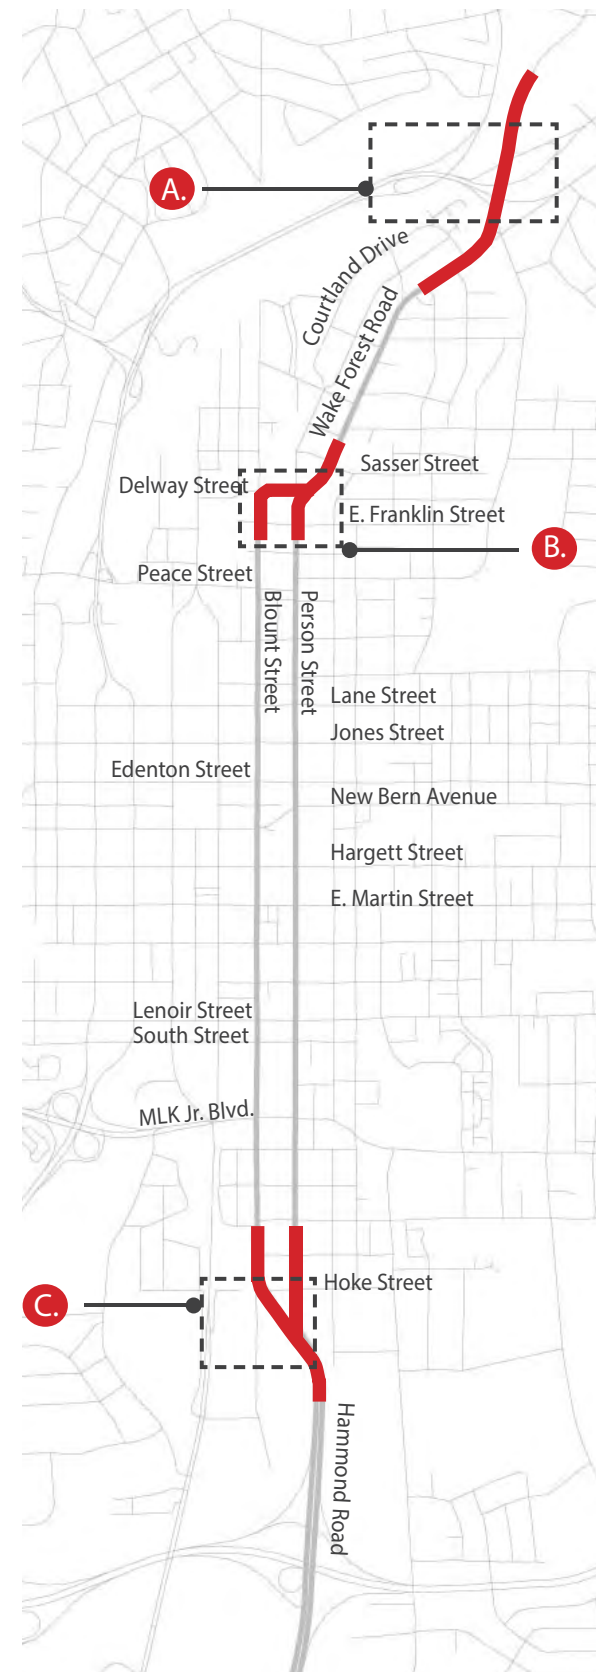 A.
Courtland Drive
Wake Forest Road
Sasser Street
Delway Street
E. Franklin Street
B.
Peace Street
Blount Street
Person Street
Lane Street
Jones Street
Edenton Street
New Bern Avenue
Hargett Street
E. Martin Street
Lenoir Street
South Street
MLK Jr. Blvd.
Hoke Street
C.
Hammond Road